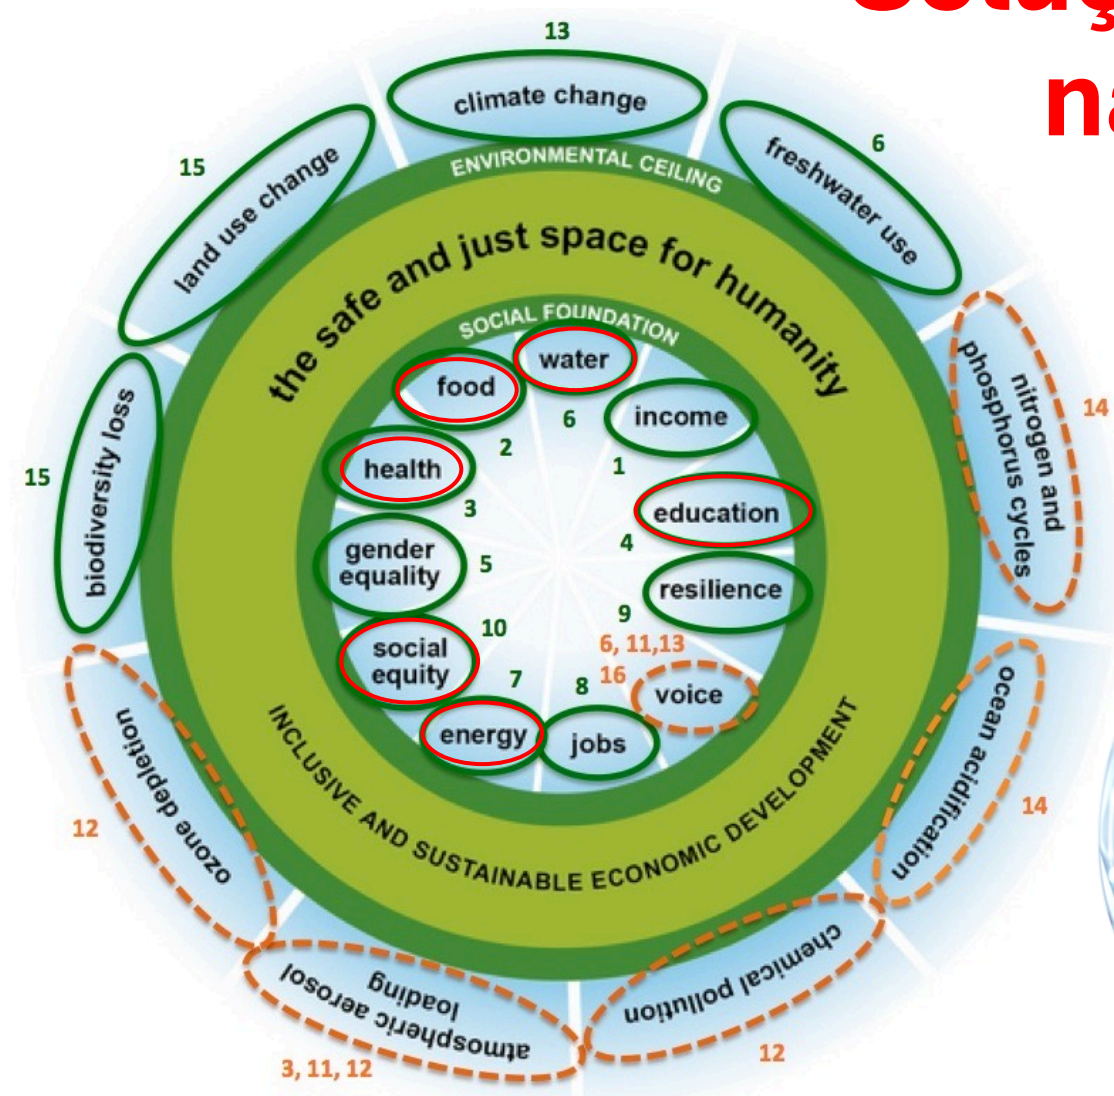 13
climate change
6
freshwater use
14
nitrogen and
phosphorus cycles
14
ocean acidification
12
chemical pollution
3, 11, 12
atmospheric aerosol
loading
12
ozone depletion
15
biodiversity loss
15
land use change
ENVIRONMENTAL CEILING
the safe and just space for humanity
SOCIAL FOUNDATION
water
6
income
1
education
4
resilience
9
voice
6, 11,13
16
jobs
8
energy
7
social
equity
10
gender
equality
5
health
3
food
2
INCLUSIVE AND SUSTAINABLE ECONOMIC DEVELOPMENT